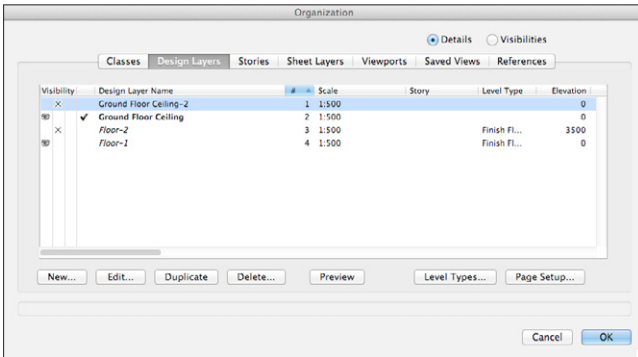 Organization
Details Visibilities
Classes Design Layers Stories Sheet Layers Viewports Saved Views References
Visibility Design Layer Name # Scale Story Level Type Elevation
Ground Floor Ceiling-2 1 1:500 0
Ground Floor Ceiling 2 1:500 0
Floor-2 3 1:500 Finish Fl... 3500
Floor-1 4 1:500 Finish Fl... 0
New... Edit... Duplicate Delete... Preview Level Types... Page Setup...
Cancel OK